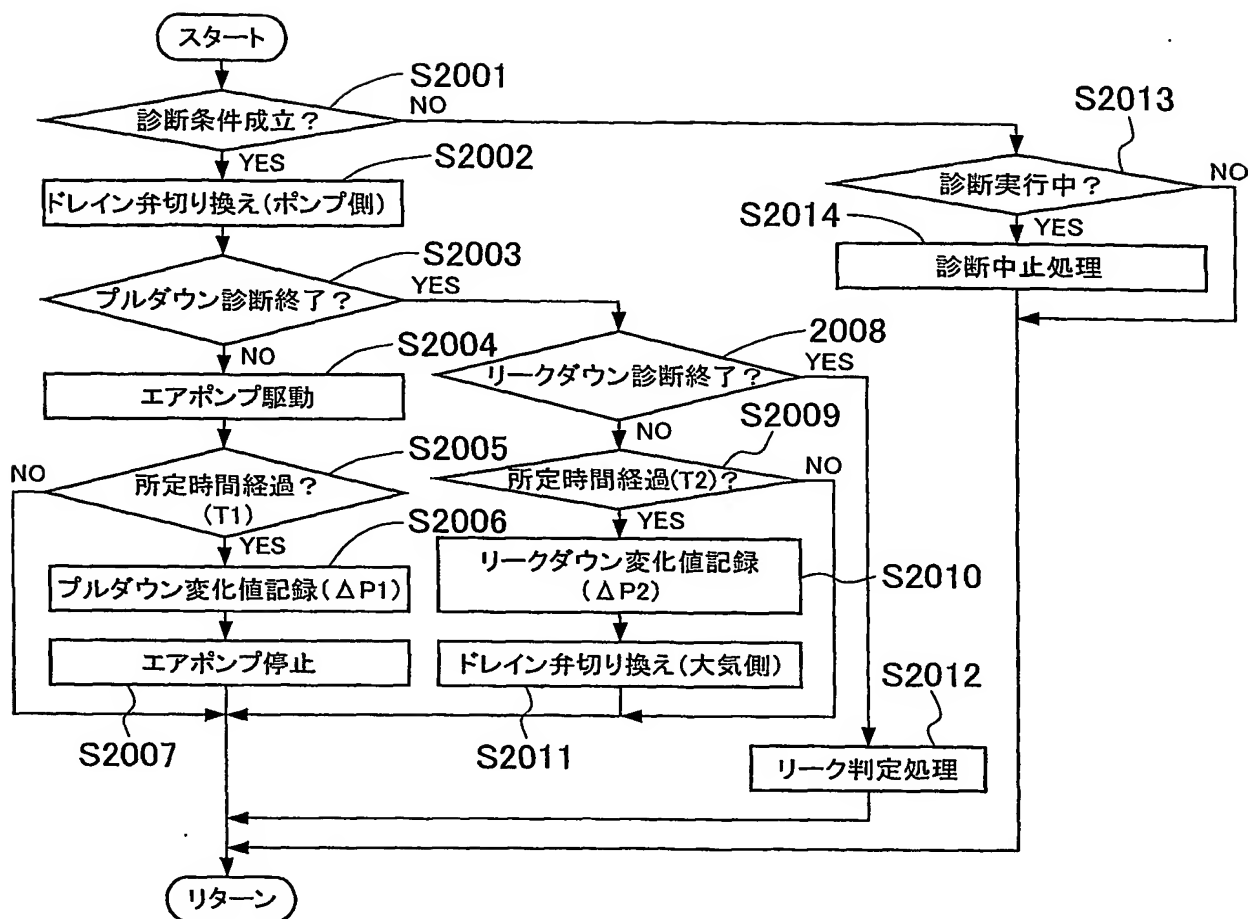 スタート
S2001
診断条件成立？
NO
YES
S2002
ドレイン弁切り換え(ポンプ側)
S2003
プルダウン診断終了？
YES
NO
S2004
エアポンプ駆動
S2005
NO
所定時間経過？
(T1)
YES
S2006
プルダウン変化値記録(ΔP1)
エアポンプ停止
S2007
2008
リークダウン診断終了？
YES
NO
S2009
所定時間経過(T2)？
NO
YES
リークダウン変化値記録
(ΔP2)
S2010
ドレイン弁切り換え(大気側)
S2011
S2012
リーク判定処理
S2013
診断実行中？
NO
YES
S2014
診断中止処理
リターン